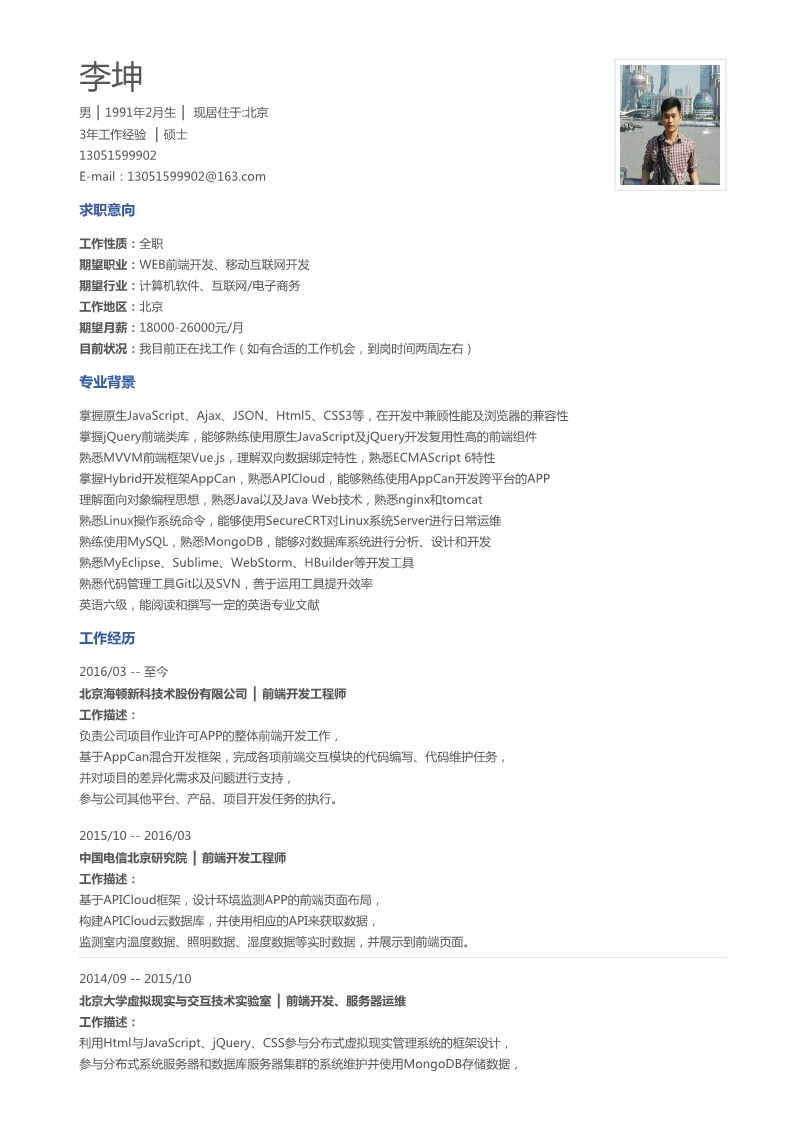 李坤
男 | 1991年2月生 | 现居住于:北京
3年工作经验 | 硕士
13051599902
E-mail：13051599902@163.com
求职意向
工作性质：全职
期望职业：WEB前端开发、移动互联网开发
期望行业：计算机软件、互联网/电子商务
工作地区：北京
期望月薪：18000-26000元/月
目前状况：我目前正在找工作（如有合适的工作机会，到岗时间两周左右）
专业背景
掌握原生JavaScript、Ajax、JSON、Html5、CSS3等，在开发中兼顾性能及浏览器的兼容性
掌握jQuery前端类库，能够熟练使用原生JavaScript及jQuery开发复用性高的前端组件
熟悉MVVM前端框架Vue.js，理解双向数据绑定特性，熟悉ECMAScript 6特性
掌握Hybrid开发框架AppCan，熟悉APICloud，能够熟练使用AppCan开发跨平台的APP
理解面向对象编程思想，熟悉Java以及Java Web技术，熟悉nginx和tomcat
熟悉Linux操作系统命令，能够使用SecureCRT对Linux系统Server进行日常运维
熟练使用MySQL，熟悉MongoDB，能够对数据库系统进行分析、设计和开发
熟悉MyEclipse、Sublime、WebStorm、HBuilder等开发工具
熟悉代码管理工具Git以及SVN，善于运用工具提升效率
英语六级，能阅读和撰写一定的英语专业文献
工作经历
2016/03 -- 至今
北京海顿新科技术股份有限公司 | 前端开发工程师
工作描述：
负责公司项目作业许可APP的整体前端开发工作，
基于AppCan混合开发框架，完成各项前端交互模块的代码编写、代码维护任务，
并对项目的差异化需求及问题进行支持，
参与公司其他平台、产品、项目开发任务的执行。
2015/10 -- 2016/03
中国电信北京研究院 | 前端开发工程师
工作描述：
基于APICloud框架，设计环境监测APP的前端页面布局，
构建APICloud云数据库，并使用相应的API来获取数据，
监测室内温度数据、照明数据、湿度数据等实时数据，并展示到前端页面。
2014/09 -- 2015/10
北京大学虚拟现实与交互技术实验室 | 前端开发、服务器运维
工作描述：
利用Html与JavaScript、jQuery、CSS参与分布式虚拟现实管理系统的框架设计，
参与分布式系统服务器和数据库服务器集群的系统维护并使用MongoDB存储数据，